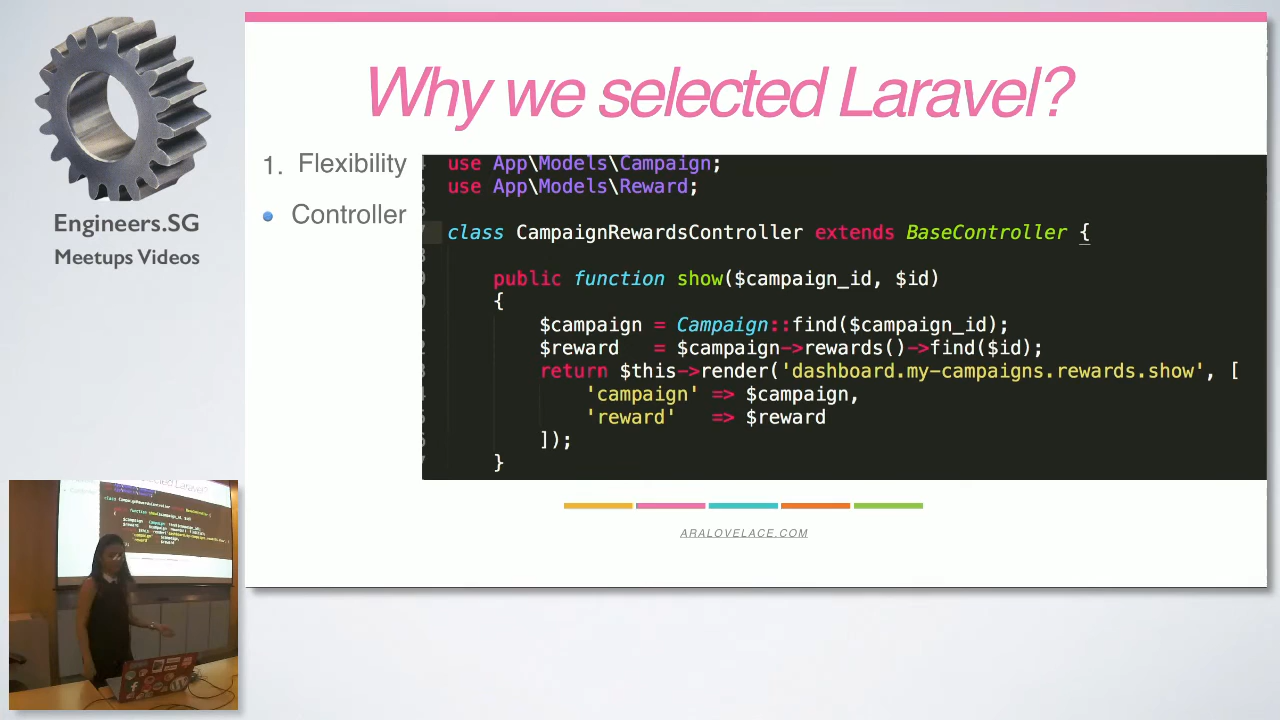 Engineers.SG
Meetups Videos
Why we selected Laravel?
1. Flexibility
• Controller
use App\Models\Campaign;
use App\Models\Reward;
class CampaignRewardsController extends BaseController {
public function show($campaign_id, $id)
{
$campaign = Campaign::find($campaign_id);
$reward = $campaign->rewards()->find($id);
return $this->render('dashboard.my-campaigns.rewards.show', [
'campaign' => $campaign,
'reward' => $reward
]);
}
ARALOVELACE.COM